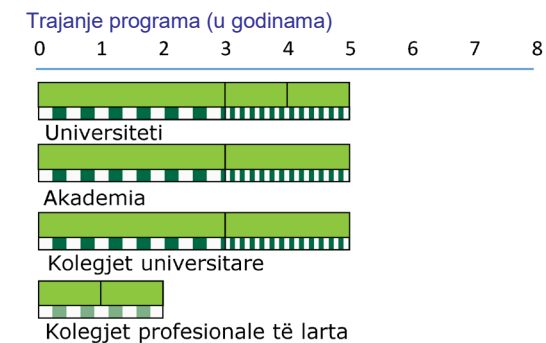 Trajanje programa (u godinama)
0 1 2 3 4 5 6 7 8
Universiteti
Akademia
Kolegjet universitare
Kolegjet profesionale të larta